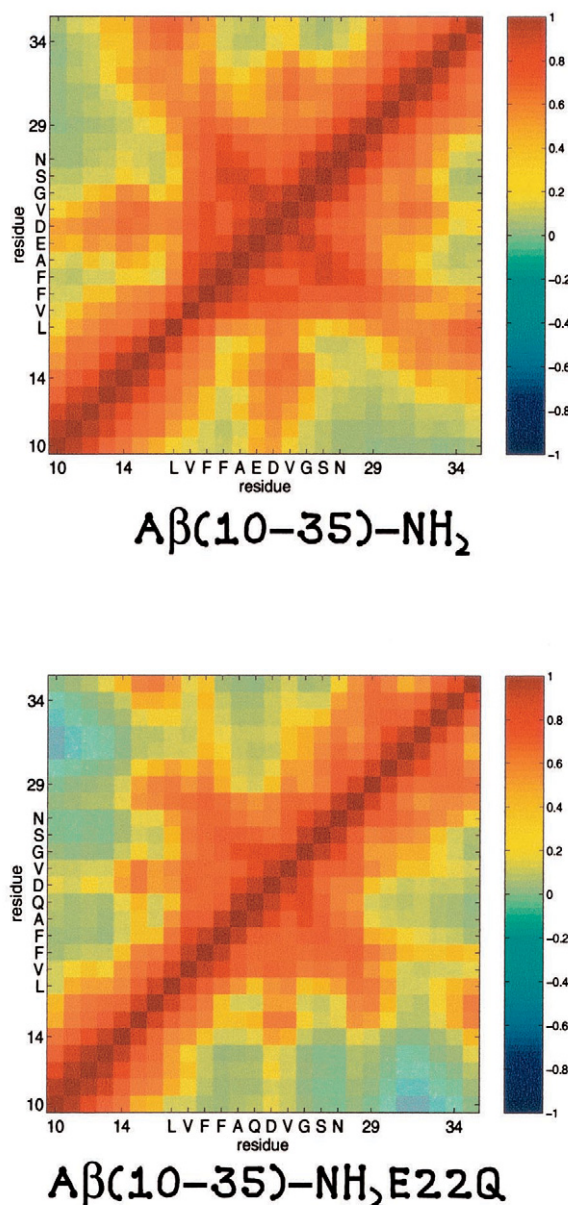 34
29
N
S
G
V
D
E
A
F
F
V
L
14
10
residue
10 14 L V F F A E D V G S N 29 34
residue
1
0.8
0.6
0.4
0.2
0
−0.2
−0.4
−0.6
−0.8
−1
Aβ(10−35)−NH₂
34
29
N
S
G
V
D
Q
A
F
F
V
L
14
10
residue
10 14 L V F F A Q D V G S N 29 34
residue
1
0.8
0.6
0.4
0.2
0
−0.2
−0.4
−0.6
−0.8
−1
Aβ(10−35)−NH₂E22Q